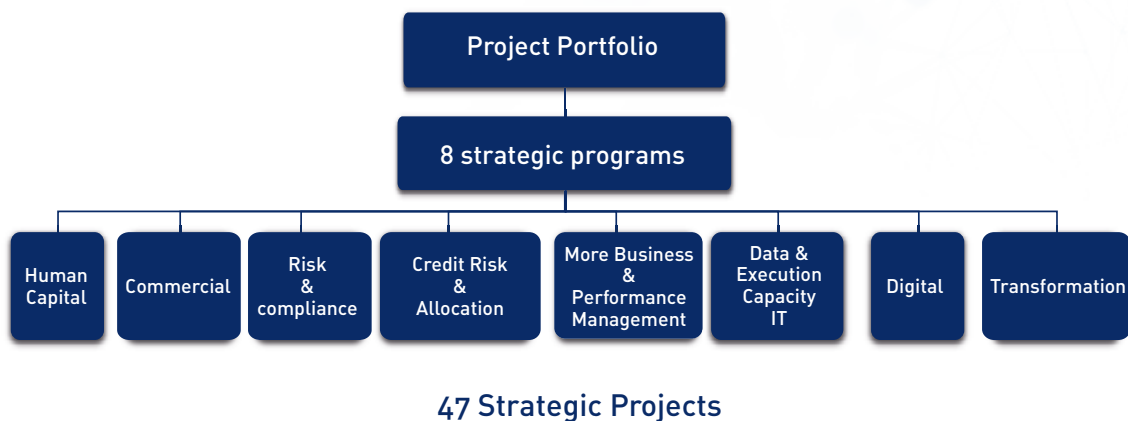 Project Portfolio
8 strategic programs
Human
Capital
Commercial
Risk
&
compliance
Credit Risk
&
Allocation
More Business
&
Performance
Management
Data &
Execution
Capacity
IT
Digital
Transformation
47 Strategic Projects